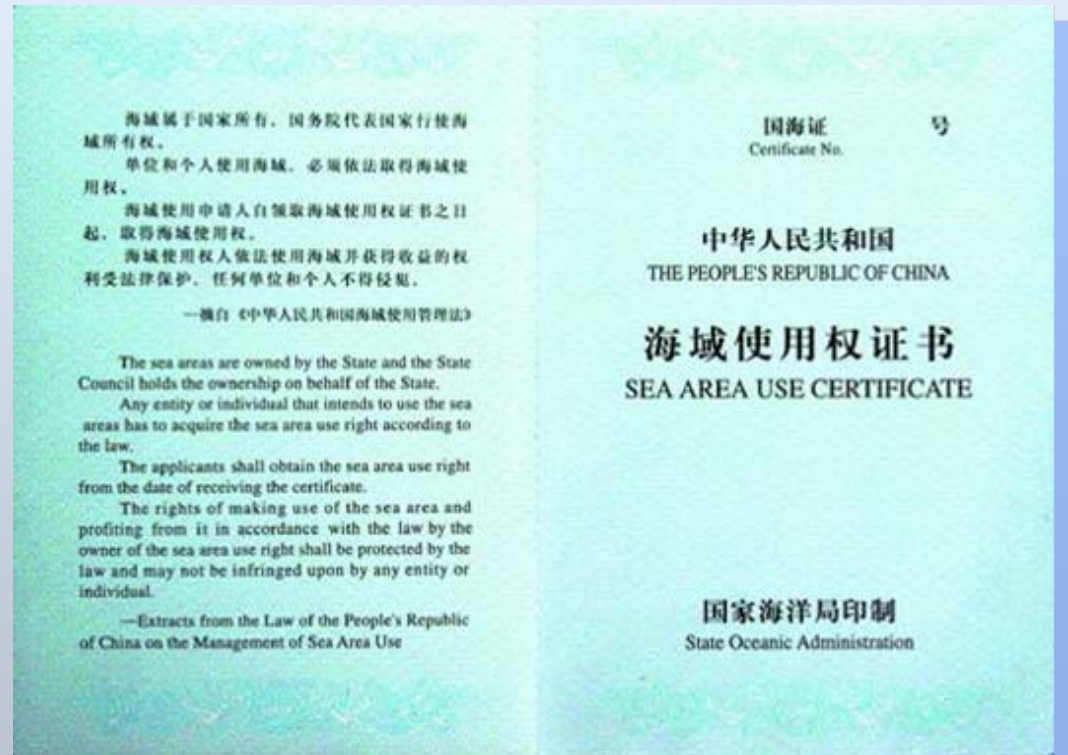 海域属于国家所有，国务院代表国家行使海
域所有权。
单位和个人使用海域，必须依法取得海域使
用权。
海域使用申请人自领取海域使用权证书之日
起，取得海域使用权。
海域使用权人依法使用海域并获得收益的权
利受法律保护，任何单位和个人不得侵犯。
—摘自《中华人民共和国海域使用管理法》
The sea areas are owned by the State and the State
Council holds the ownership on behalf of the State.
Any entity or individual that intends to use the sea
areas has to acquire the sea area use right according to
the law.
The applicants shall obtain the sea area use right
from the date of receiving the certificate.
The rights of making use of the sea area and
profiting from it in accordance with the law by the
owner of the sea area use right shall be protected by the
law and may not be infringed upon by any entity or
individual.
—Extracts from the Law of the People's Republic
of China on the Management of Sea Area Use
国海证 号
Certificate No.
中华人民共和国
THE PEOPLE'S REPUBLIC OF CHINA
海域使用权证书
SEA AREA USE CERTIFICATE
国家海洋局印制
State Oceanic Administration